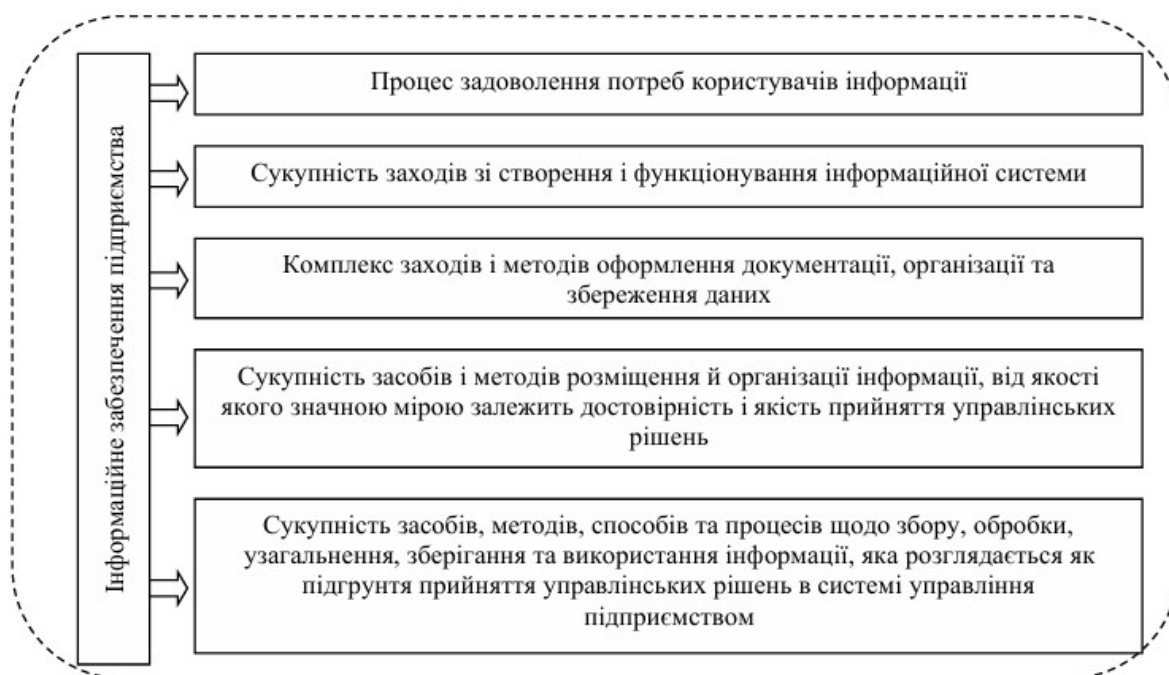 Інформаційне забезпечення підприємства
Процес задоволення потреб користувачів інформації
Сукупність заходів зі створення і функціонування інформаційної системи
Комплекс заходів і методів оформлення документації, організації та
збереження даних
Сукупність засобів і методів розміщення й організації інформації, від якості
якого значною мірою залежить достовірність і якість прийняття управлінських
рішень
Сукупність засобів, методів, способів та процесів щодо збору, обробки,
узагальнення, зберігання та використання інформації, яка розглядається як
підгрунтя прийняття управлінських рішень в системі управління
підприємством